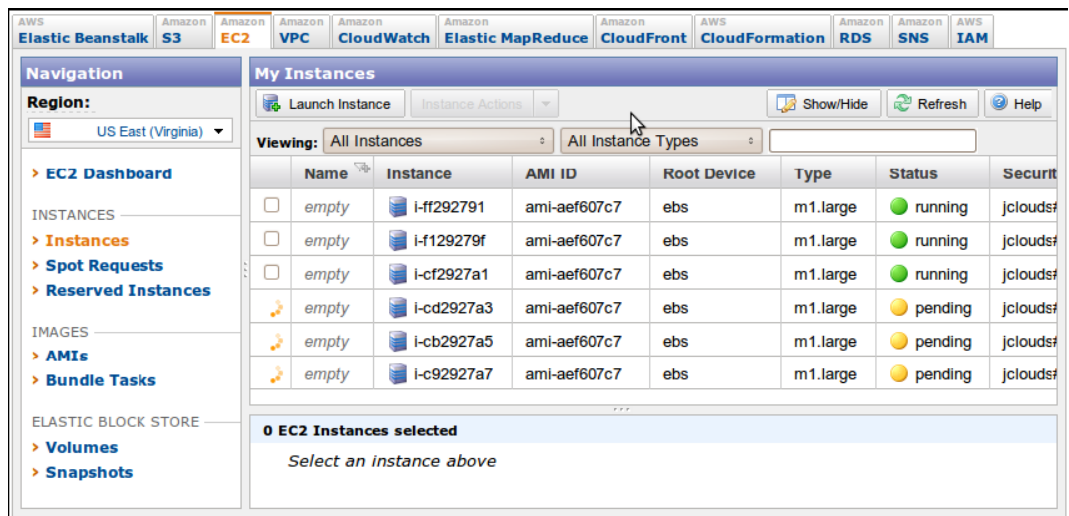 AWS Amazon Amazon Amazon Amazon Amazon Amazon AWS Amazon Amazon AWS
Elastic Beanstalk S3 EC2 VPC CloudWatch Elastic MapReduce CloudFront CloudFormation RDS SNS IAM
Navigation
Region:
US East (Virginia)
EC2 Dashboard
INSTANCES
Instances
Spot Requests
Reserved Instances
IMAGES
AMIs
Bundle Tasks
ELASTIC BLOCK STORE
Volumes
Snapshots
My Instances
Launch Instance Instance Actions Show/Hide Refresh Help
Viewing: All Instances All Instance Types
Name Instance AMI ID Root Device Type Status Securit
empty i-ff292791 ami-aef607c7 ebs m1.large running jclouds#
empty i-f129279f ami-aef607c7 ebs m1.large running jclouds#
empty i-cf2927a1 ami-aef607c7 ebs m1.large running jclouds#
empty i-cd2927a3 ami-aef607c7 ebs m1.large pending jclouds#
empty i-cb2927a5 ami-aef607c7 ebs m1.large pending jclouds#
empty i-c92927a7 ami-aef607c7 ebs m1.large pending jclouds#
0 EC2 Instances selected
Select an instance above